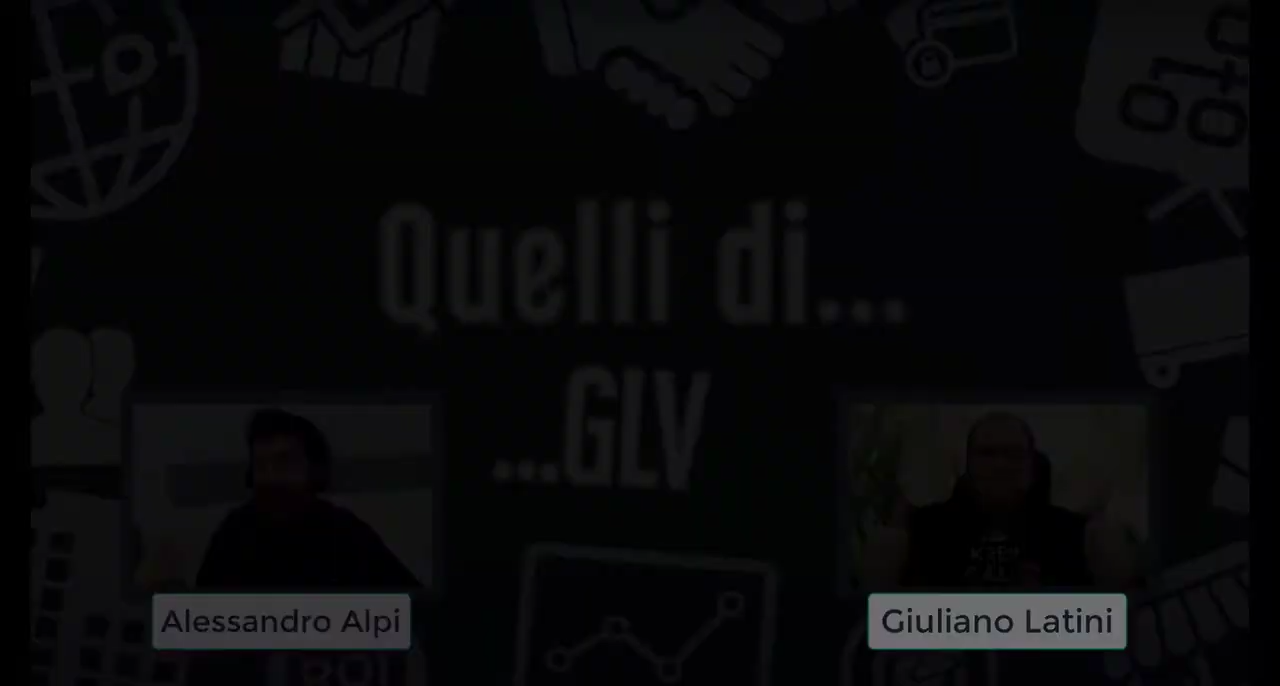 Quelli di...
...GLV
Alessandro Alpi
Giuliano Latini